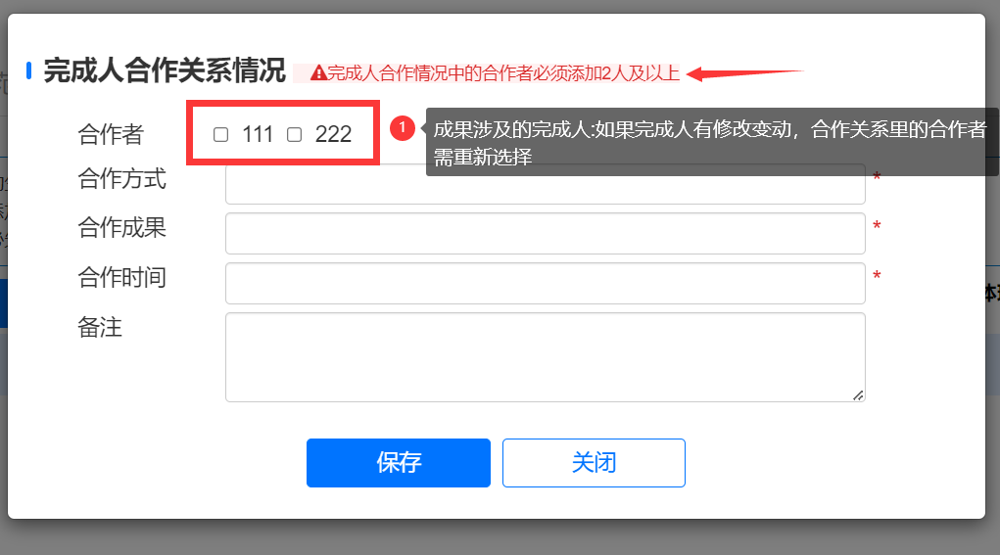 完成人合作关系情况 完成人合作情况中的合作者必须添加2人及以上
合作者 111 222 1 成果涉及的完成人:如果完成人有修改变动，合作关系里的合作者
需重新选择
合作方式 *
合作成果 *
合作时间 *
备注
保存 关闭